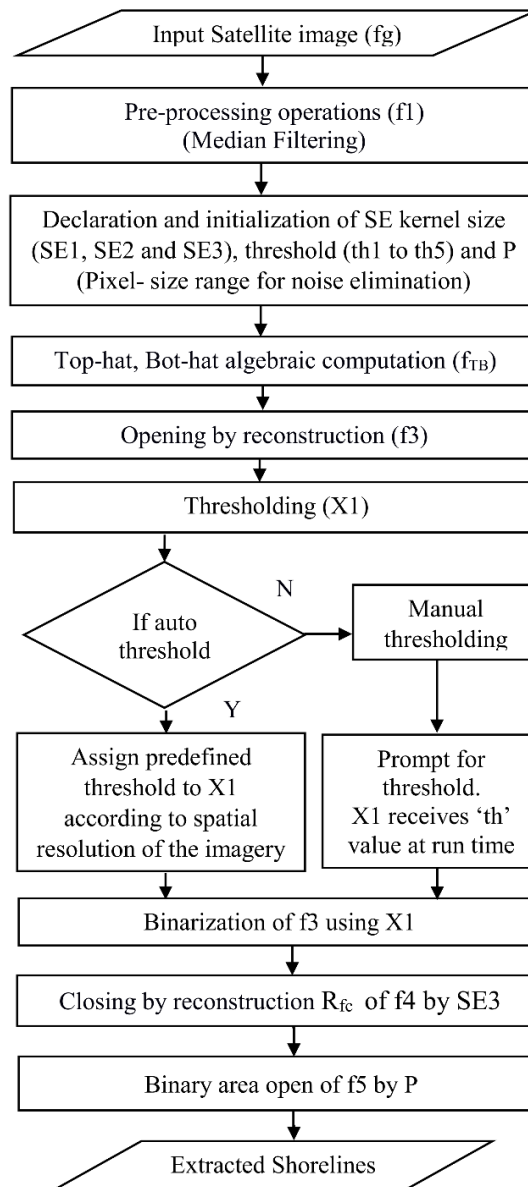 Input Satellite image (fg)
Pre-processing operations (f1)
(Median Filtering)
Declaration and initialization of SE kernel size
(SE1, SE2 and SE3), threshold (th1 to th5) and P
(Pixel- size range for noise elimination)
Top-hat, Bot-hat algebraic computation (fTB)
Opening by reconstruction (f3)
Thresholding (X1)
If auto
threshold
N
Manual
thresholding
Y
Assign predefined
threshold to X1
according to spatial
resolution of the imagery
Prompt for
threshold.
X1 receives ‘th’
value at run time
Binarization of f3 using X1
Closing by reconstruction Rfc of f4 by SE3
Binary area open of f5 by P
Extracted Shorelines